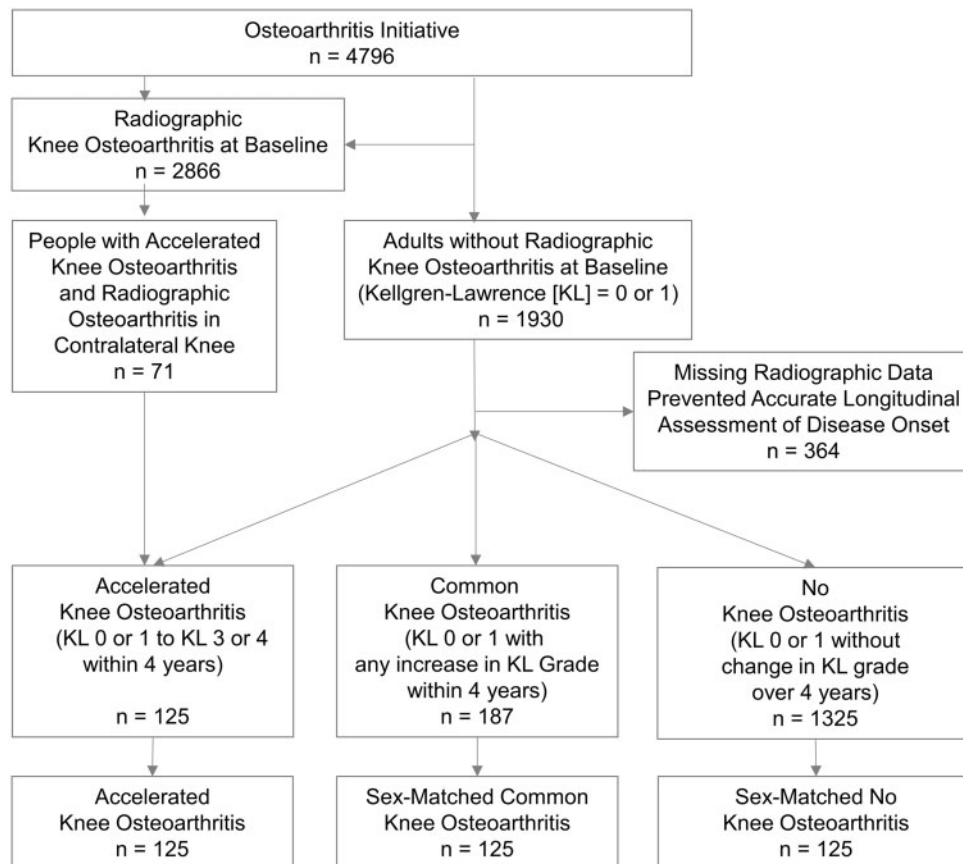 Osteoarthritis Initiative
n = 4796
Radiographic
Knee Osteoarthritis at Baseline
n = 2866
People with Accelerated
Knee Osteoarthritis
and Radiographic
Osteoarthritis in
Contralateral Knee
n = 71
Adults without Radiographic
Knee Osteoarthritis at Baseline
(Kellgren-Lawrence [KL] = 0 or 1)
n = 1930
Missing Radiographic Data
Prevented Accurate Longitudinal
Assessment of Disease Onset
n = 364
Accelerated
Knee Osteoarthritis
(KL 0 or 1 to KL 3 or 4
within 4 years)
n = 125
Common
Knee Osteoarthritis
(KL 0 or 1 with
any increase in KL Grade
within 4 years)
n = 187
No
Knee Osteoarthritis
(KL 0 or 1 without
change in KL grade
over 4 years)
n = 1325
Accelerated
Knee Osteoarthritis
n = 125
Sex-Matched Common
Knee Osteoarthritis
n = 125
Sex-Matched No
Knee Osteoarthritis
n = 125